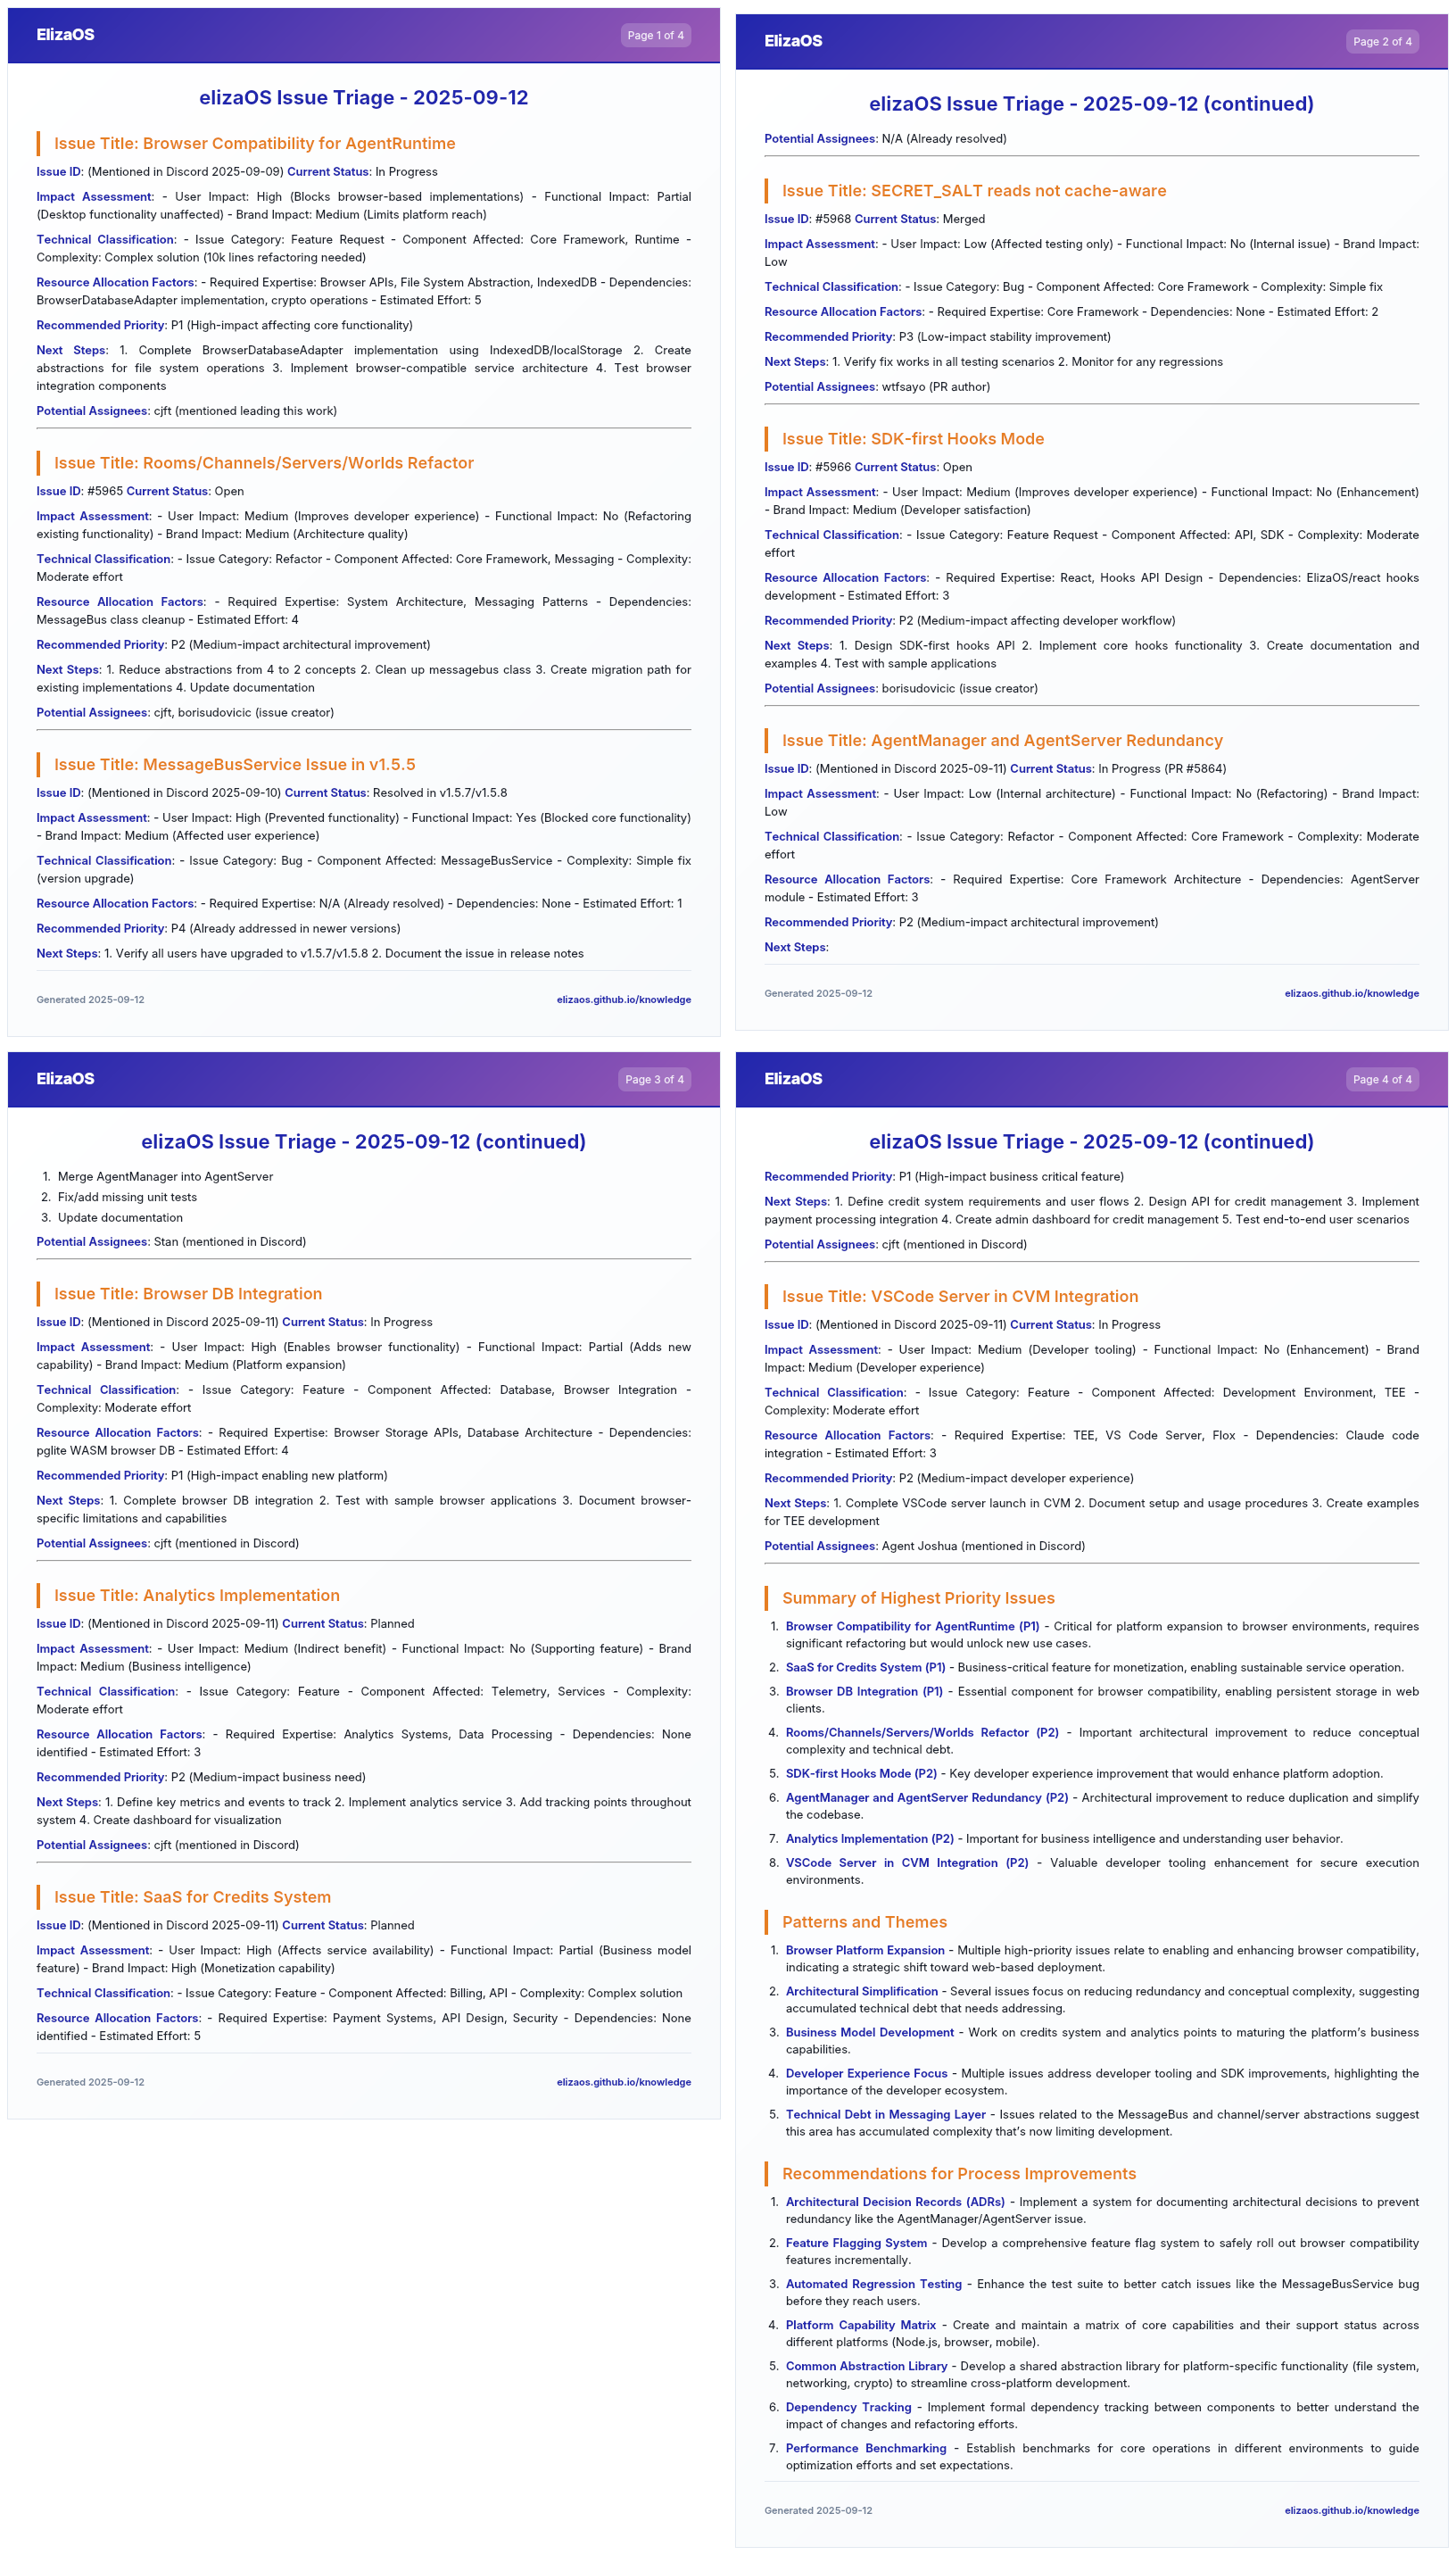 ElizaOS
Page 1 of 4
elizaOS Issue Triage - 2025-09-12
Issue Title: Browser Compatibility for AgentRuntime
Issue ID: (Mentioned in Discord 2025-09-09) Current Status: In Progress
Impact Assessment: - User Impact: High (Blocks browser-based implementations) - Functional Impact: Partial
(Desktop functionality unaffected) - Brand Impact: Medium (Limits platform reach)
Technical Classification: - Issue Category: Feature Request - Component Affected: Core Framework, Runtime -
Complexity: Complex solution (10k lines refactoring needed)
Resource Allocation Factors: - Required Expertise: Browser APIs, File System Abstraction, IndexedDB - Dependencies:
BrowserDatabaseAdapter implementation, crypto operations - Estimated Effort: 5
Recommended Priority: P1 (High-impact affecting core functionality)
Next Steps: 1. Complete BrowserDatabaseAdapter implementation using IndexedDB/localStorage 2. Create
abstractions for file system operations 3. Implement browser-compatible service architecture 4. Test browser
integration components
Potential Assignees: cjft (mentioned leading this work)
Issue Title: Rooms/Channels/Servers/Worlds Refactor
Issue ID: #5965 Current Status: Open
Impact Assessment: - User Impact: Medium (Improves developer experience) - Functional Impact: No (Refactoring
existing functionality) - Brand Impact: Medium (Architecture quality)
Technical Classification: - Issue Category: Refactor - Component Affected: Core Framework, Messaging - Complexity:
Moderate effort
Resource Allocation Factors: - Required Expertise: System Architecture, Messaging Patterns - Dependencies:
MessageBus class cleanup - Estimated Effort: 4
Recommended Priority: P2 (Medium-impact architectural improvement)
Next Steps: 1. Reduce abstractions from 4 to 2 concepts 2. Clean up messagebus class 3. Create migration path for
existing implementations 4. Update documentation
Potential Assignees: cjft, borisudovicic (issue creator)
Issue Title: MessageBusService Issue in v1.5.5
Issue ID: (Mentioned in Discord 2025-09-10) Current Status: Resolved in v1.5.7/v1.5.8
Impact Assessment: - User Impact: High (Prevented functionality) - Functional Impact: Yes (Blocked core functionality)
- Brand Impact: Medium (Affected user experience)
Technical Classification: - Issue Category: Bug - Component Affected: MessageBusService - Complexity: Simple fix
(version upgrade)
Resource Allocation Factors: - Required Expertise: N/A (Already resolved) - Dependencies: None - Estimated Effort: 1
Recommended Priority: P4 (Already addressed in newer versions)
Next Steps: 1. Verify all users have upgraded to v1.5.7/v1.5.8 2. Document the issue in release notes
Generated 2025-09-12
elizaos.github.io/knowledge
ElizaOS
Page 2 of 4
elizaOS Issue Triage - 2025-09-12 (continued)
Potential Assignees: N/A (Already resolved)
Issue Title: SECRET_SALT reads not cache-aware
Issue ID: #5968 Current Status: Merged
Impact Assessment: - User Impact: Low (Affected testing only) - Functional Impact: No (Internal issue) - Brand Impact:
Low
Technical Classification: - Issue Category: Bug - Component Affected: Core Framework - Complexity: Simple fix
Resource Allocation Factors: - Required Expertise: Core Framework - Dependencies: None - Estimated Effort: 2
Recommended Priority: P3 (Low-impact stability improvement)
Next Steps: 1. Verify fix works in all testing scenarios 2. Monitor for any regressions
Potential Assignees: wtfsayo (PR author)
Issue Title: SDK-first Hooks Mode
Issue ID: #5966 Current Status: Open
Impact Assessment: - User Impact: Medium (Improves developer experience) - Functional Impact: No (Enhancement)
- Brand Impact: Medium (Developer satisfaction)
Technical Classification: - Issue Category: Feature Request - Component Affected: API, SDK - Complexity: Moderate
effort
Resource Allocation Factors: - Required Expertise: React, Hooks API Design - Dependencies: ElizaOS/react hooks
development - Estimated Effort: 3
Recommended Priority: P2 (Medium-impact affecting developer workflow)
Next Steps: 1. Design SDK-first hooks API 2. Implement core hooks functionality 3. Create documentation and
examples 4. Test with sample applications
Potential Assignees: borisudovicic (issue creator)
Issue Title: AgentManager and AgentServer Redundancy
Issue ID: (Mentioned in Discord 2025-09-11) Current Status: In Progress (PR #5864)
Impact Assessment: - User Impact: Low (Internal architecture) - Functional Impact: No (Refactoring) - Brand Impact:
Low
Technical Classification: - Issue Category: Refactor - Component Affected: Core Framework - Complexity: Moderate
effort
Resource Allocation Factors: - Required Expertise: Core Framework Architecture - Dependencies: AgentServer
module - Estimated Effort: 3
Recommended Priority: P2 (Medium-impact architectural improvement)
Next Steps:
Generated 2025-09-12
elizaos.github.io/knowledge
ElizaOS
Page 3 of 4
elizaOS Issue Triage - 2025-09-12 (continued)
1. Merge AgentManager into AgentServer
2. Fix/add missing unit tests
3. Update documentation
Potential Assignees: Stan (mentioned in Discord)
Issue Title: Browser DB Integration
Issue ID: (Mentioned in Discord 2025-09-11) Current Status: In Progress
Impact Assessment: - User Impact: High (Enables browser functionality) - Functional Impact: Partial (Adds new
capability) - Brand Impact: Medium (Platform expansion)
Technical Classification: - Issue Category: Feature - Component Affected: Database, Browser Integration -
Complexity: Moderate effort
Resource Allocation Factors: - Required Expertise: Browser Storage APIs, Database Architecture - Dependencies:
pglite WASM browser DB - Estimated Effort: 4
Recommended Priority: P1 (High-impact enabling new platform)
Next Steps: 1. Complete browser DB integration 2. Test with sample browser applications 3. Document browser-
specific limitations and capabilities
Potential Assignees: cjft (mentioned in Discord)
Issue Title: Analytics Implementation
Issue ID: (Mentioned in Discord 2025-09-11) Current Status: Planned
Impact Assessment: - User Impact: Medium (Indirect benefit) - Functional Impact: No (Supporting feature) - Brand
Impact: Medium (Business intelligence)
Technical Classification: - Issue Category: Feature - Component Affected: Telemetry, Services - Complexity:
Moderate effort
Resource Allocation Factors: - Required Expertise: Analytics Systems, Data Processing - Dependencies: None
identified - Estimated Effort: 3
Recommended Priority: P2 (Medium-impact business need)
Next Steps: 1. Define key metrics and events to track 2. Implement analytics service 3. Add tracking points throughout
system 4. Create dashboard for visualization
Potential Assignees: cjft (mentioned in Discord)
Issue Title: SaaS for Credits System
Issue ID: (Mentioned in Discord 2025-09-11) Current Status: Planned
Impact Assessment: - User Impact: High (Affects service availability) - Functional Impact: Partial (Business model
feature) - Brand Impact: High (Monetization capability)
Technical Classification: - Issue Category: Feature - Component Affected: Billing, API - Complexity: Complex solution
Resource Allocation Factors: - Required Expertise: Payment Systems, API Design, Security - Dependencies: None
identified - Estimated Effort: 5
Generated 2025-09-12
elizaos.github.io/knowledge
ElizaOS
Page 4 of 4
elizaOS Issue Triage - 2025-09-12 (continued)
Recommended Priority: P1 (High-impact business critical feature)
Next Steps: 1. Define credit system requirements and user flows 2. Design API for credit management 3. Implement
payment processing integration 4. Create admin dashboard for credit management 5. Test end-to-end user scenarios
Potential Assignees: cjft (mentioned in Discord)
Issue Title: VSCode Server in CVM Integration
Issue ID: (Mentioned in Discord 2025-09-11) Current Status: In Progress
Impact Assessment: - User Impact: Medium (Developer tooling) - Functional Impact: No (Enhancement) - Brand
Impact: Medium (Developer experience)
Technical Classification: - Issue Category: Feature - Component Affected: Development Environment, TEE -
Complexity: Moderate effort
Resource Allocation Factors: - Required Expertise: TEE, VS Code Server, Flox - Dependencies: Claude code
integration - Estimated Effort: 3
Recommended Priority: P2 (Medium-impact developer experience)
Next Steps: 1. Complete VSCode server launch in CVM 2. Document setup and usage procedures 3. Create examples
for TEE development
Potential Assignees: Agent Joshua (mentioned in Discord)
Summary of Highest Priority Issues
1. Browser Compatibility for AgentRuntime (P1) - Critical for platform expansion to browser environments, requires
significant refactoring but would unlock new use cases.
2. SaaS for Credits System (P1) - Business-critical feature for monetization, enabling sustainable service operation.
3. Browser DB Integration (P1) - Essential component for browser compatibility, enabling persistent storage in web
clients.
4. Rooms/Channels/Servers/Worlds Refactor (P2) - Important architectural improvement to reduce conceptual
complexity and technical debt.
5. SDK-first Hooks Mode (P2) - Key developer experience improvement that would enhance platform adoption.
6. AgentManager and AgentServer Redundancy (P2) - Architectural improvement to reduce duplication and simplify
the codebase.
7. Analytics Implementation (P2) - Important for business intelligence and understanding user behavior.
8. VSCode Server in CVM Integration (P2) - Valuable developer tooling enhancement for secure execution
environments.
Patterns and Themes
1. Browser Platform Expansion - Multiple high-priority issues relate to enabling and enhancing browser compatibility,
indicating a strategic shift toward web-based deployment.
2. Architectural Simplification - Several issues focus on reducing redundancy and conceptual complexity, suggesting
accumulated technical debt that needs addressing.
3. Business Model Development - Work on credits system and analytics points to maturing the platform's business
capabilities.
4. Developer Experience Focus - Multiple issues address developer tooling and SDK improvements, highlighting the
importance of the developer ecosystem.
5. Technical Debt in Messaging Layer - Issues related to the MessageBus and channel/server abstractions suggest
this area has accumulated complexity that's now limiting development.
Recommendations for Process Improvements
1. Architectural Decision Records (ADRs) - Implement a system for documenting architectural decisions to prevent
redundancy like the AgentManager/AgentServer issue.
2. Feature Flagging System - Develop a comprehensive feature flag system to safely roll out browser compatibility
features incrementally.
3. Automated Regression Testing - Enhance the test suite to better catch issues like the MessageBusService bug
before they reach users.
4. Platform Capability Matrix - Create and maintain a matrix of core capabilities and their support status across
different platforms (Node.js, browser, mobile).
5. Common Abstraction Library - Develop a shared abstraction library for platform-specific functionality (file system,
networking, crypto) to streamline cross-platform development.
6. Dependency Tracking - Implement formal dependency tracking between components to better understand the
impact of changes and refactoring efforts.
7. Performance Benchmarking - Establish benchmarks for core operations in different environments to guide
optimization efforts and set expectations.
Generated 2025-09-12
elizaos.github.io/knowledge